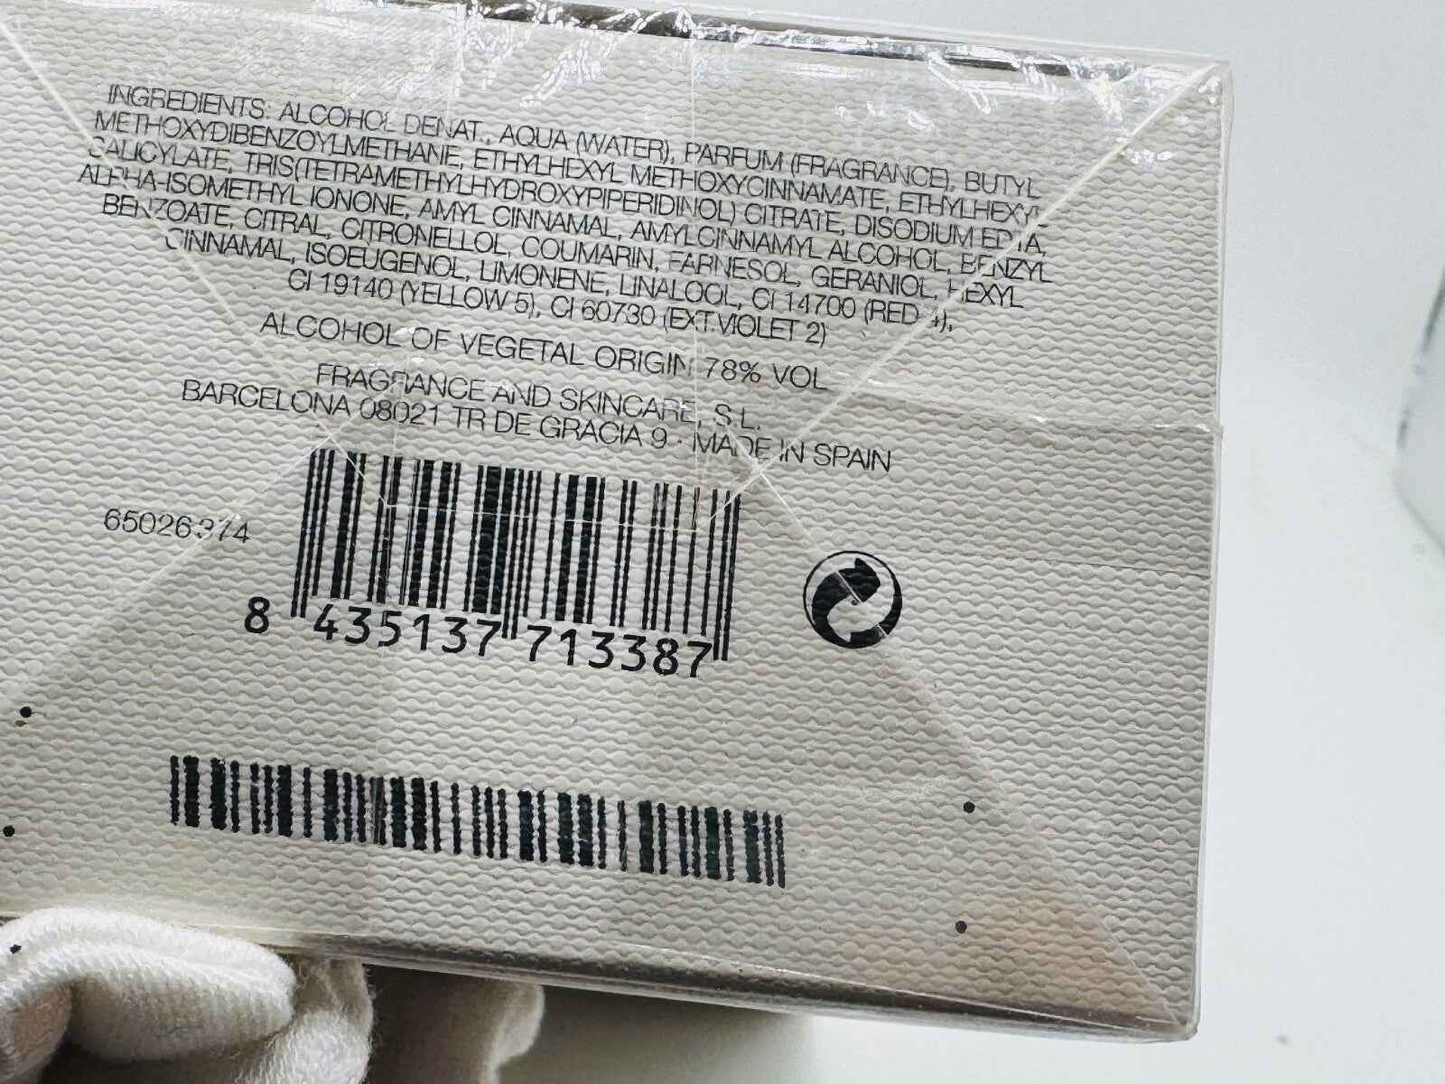 INGREDIENTS: ALCOHOL DENAT., AQUA (WATER), PARFUM (FRAGRANCE), BUTYL
METHOXYDIBENZOYLMETHANE, ETHYLHEXYL METHOXYCINNAMATE, ETHYLHEXYL
SALICYLATE, TRIS(TETRAMETHYLHYDROXYPIPERIDINOL) CITRATE, DISODIUM EDTA,
ALPHA-ISOMETHYL IONONE, AMYL CINNAMAL, AMYLCINNAMYL ALCOHOL, BENZYL
BENZOATE, CITRAL, CITRONELLOL, COUMARIN, FARNESOL, GERANIOL, HEXYL
CINNAMAL, ISOEUGENOL, LIMONENE, LINALOOL, CI 14700 (RED 4),
CI 19140 (YELLOW 5), CI 60730 (EXT.VIOLET 2)
ALCOHOL OF VEGETAL ORIGIN 78% VOL
FRAGRANCE AND SKINCARE, S.L.
BARCELONA 08021 TR DE GRACIA 9 · MADE IN SPAIN
65026374
8 435137 713387